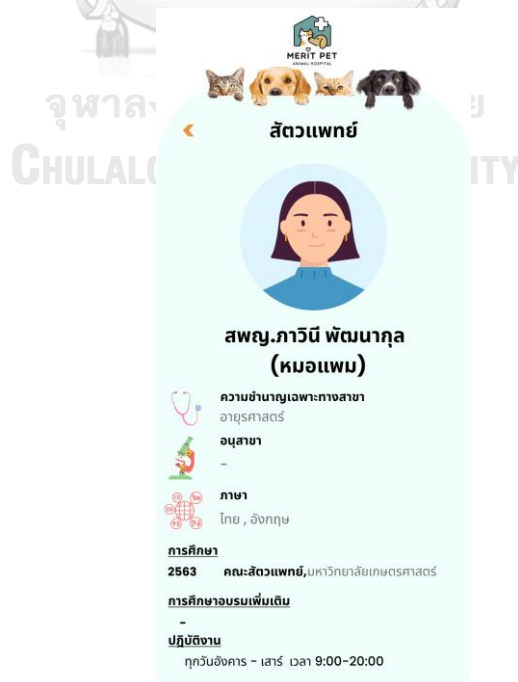 MERIT PET
ANIMAL HOSPITAL
จุฬาลง
ย
CHULALO
ITY
สัตวแพทย์
สพญ.ภาวินี พัฒนากุล
(หมอแพม)
ความชำนาญเฉพาะทางสาขา
อายุรศาสตร์
อนุสาขา
-
ภาษา
ไทย , อังกฤษ
การศึกษา
2563 คณะสัตวแพทย์,มหาวิทยาลัยเกษตรศาสตร์
การศึกษาอบรมเพิ่มเติม
-
ปฏิบัติงาน
ทุกวันอังคาร - เสาร์ เวลา 9:00-20:00